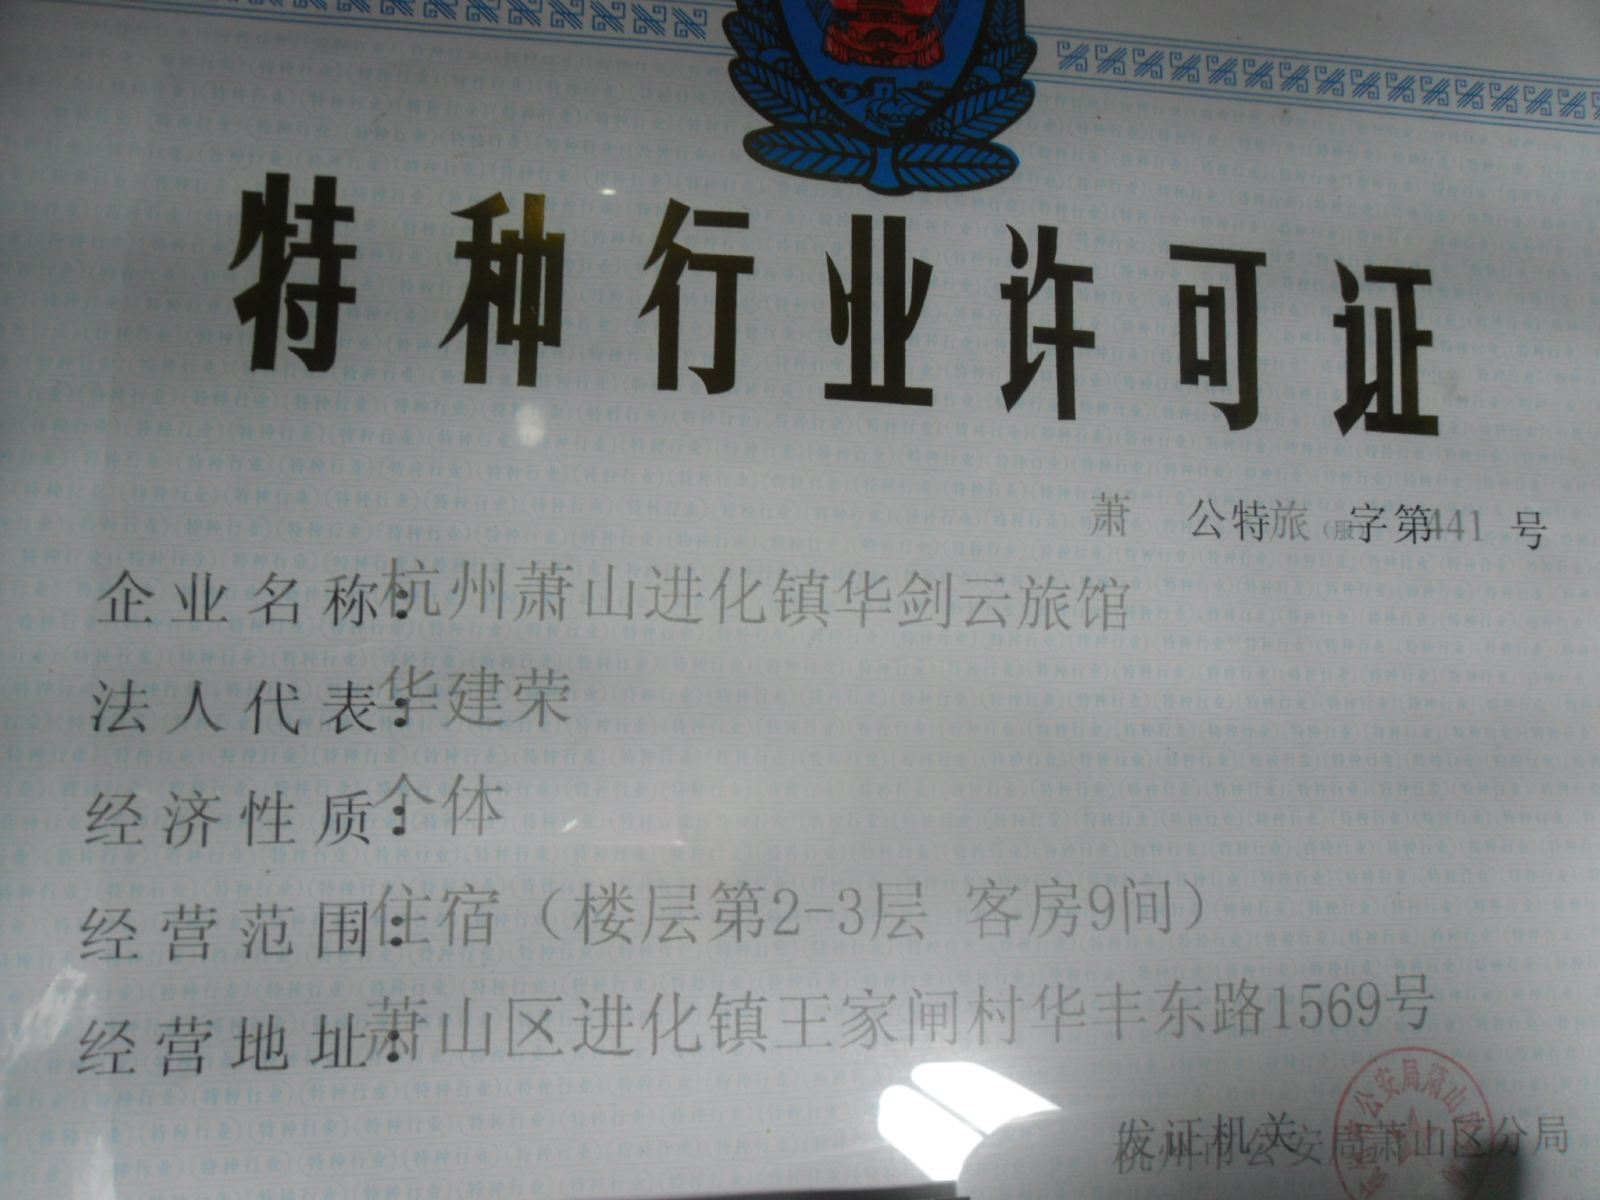 特种行业许可证
萧 公特旅（服字第441 号
企业名称：杭州萧山进化镇华剑云旅馆
法人代表：华建荣
经济性质：个体
经营范围：住宿（楼层第2-3层 客房9间）
经营地址：萧山区进化镇王家闸村华丰东路1569号
发证机关 杭州市公安局萧山区分局